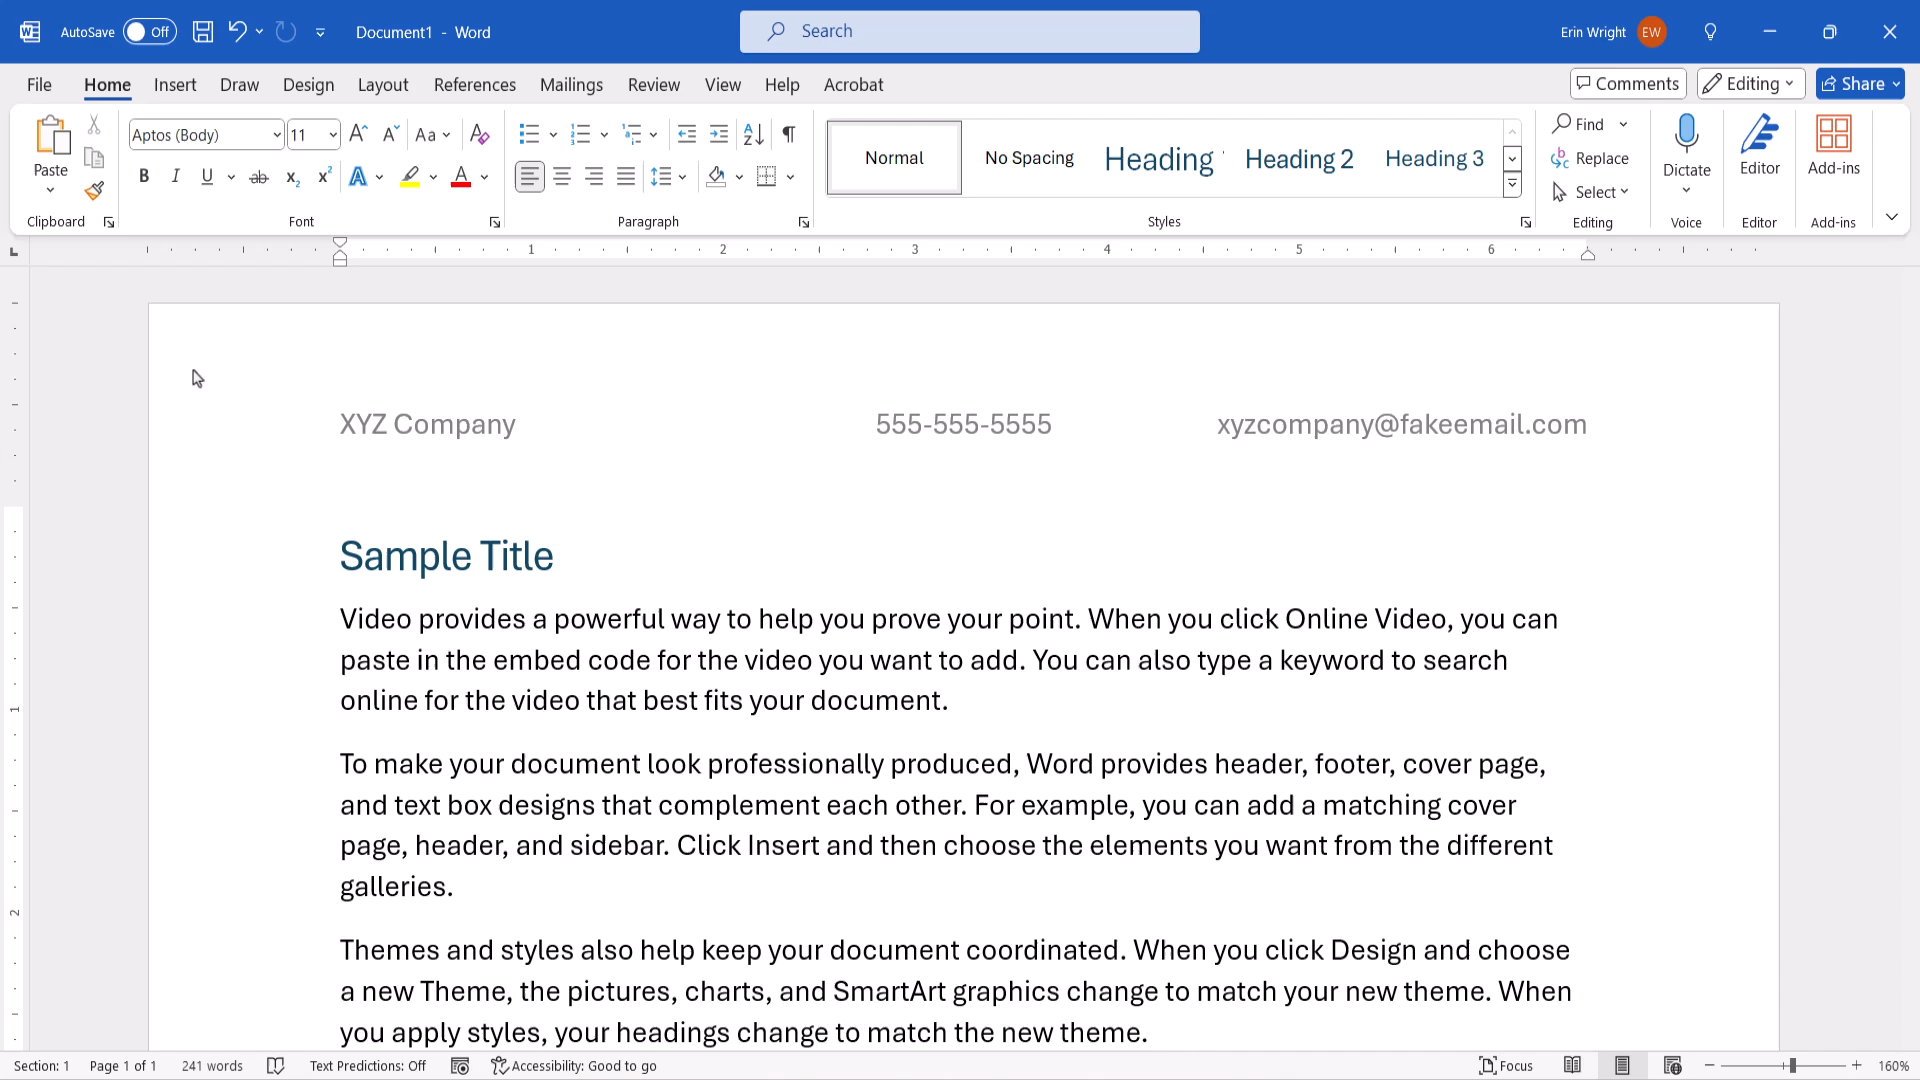 AutoSave Off Document1 - Word Search Erin Wright EW
File Home Insert Draw Design Layout References Mailings Review View Help Acrobat Comments Editing Share
Paste Aptos (Body) 11 Normal No Spacing Heading Heading 2 Heading 3 Find Replace Select Dictate Editor Add-ins
Clipboard Font Paragraph Styles Editing Voice Editor Add-ins
1 2 3 4 5 6
XYZ Company 555-555-5555 xyzcompany@fakeemail.com
Sample Title
Video provides a powerful way to help you prove your point. When you click Online Video, you can
paste in the embed code for the video you want to add. You can also type a keyword to search
online for the video that best fits your document.
To make your document look professionally produced, Word provides header, footer, cover page,
and text box designs that complement each other. For example, you can add a matching cover
page, header, and sidebar. Click Insert and then choose the elements you want from the different
galleries.
Themes and styles also help keep your document coordinated. When you click Design and choose
a new Theme, the pictures, charts, and SmartArt graphics change to match your new theme. When
you apply styles, your headings change to match the new theme.
1
2
Section: 1 Page 1 of 1 241 words Text Predictions: Off Accessibility: Good to go Focus 160%